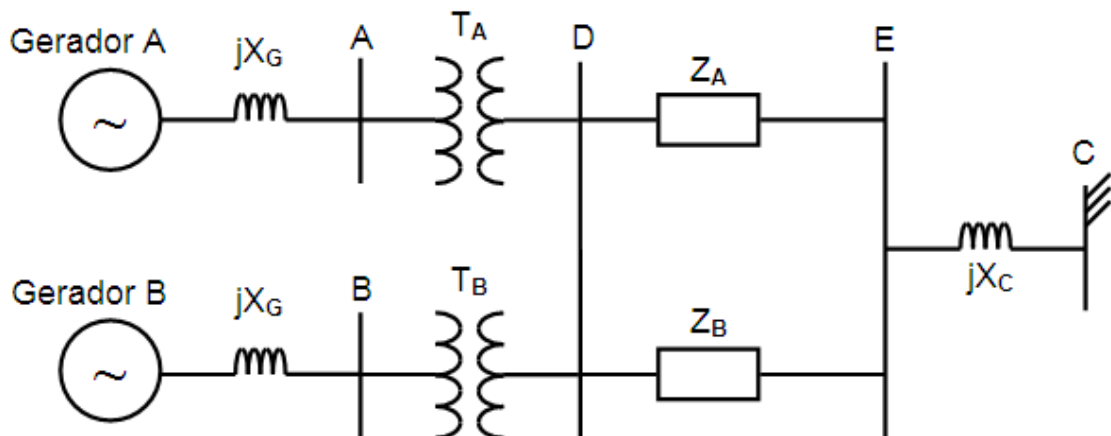 Gerador A
jX_G
A
T_A
D
Z_A
E
C
jX_C
Gerador B
jX_G
B
T_B
Z_B